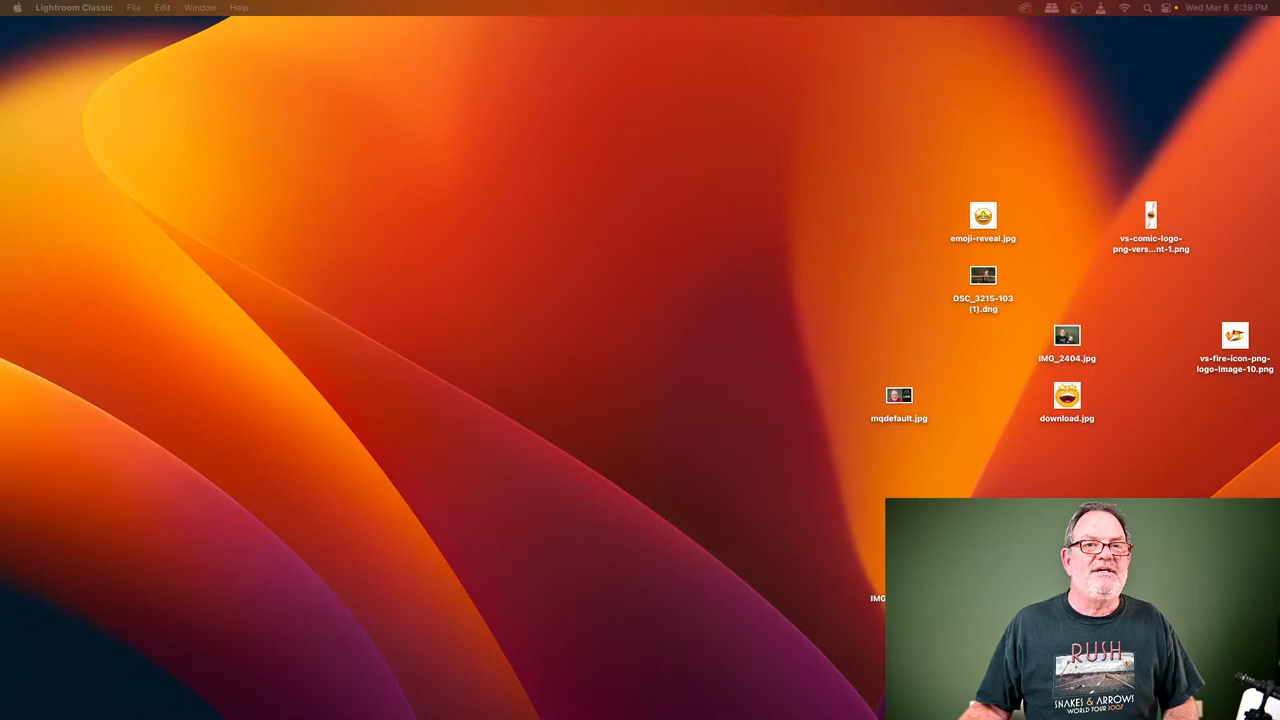 Lightroom Classic File Edit Window Help Wed Mar 8 6:39 PM
emoji-reveal.jpg
vs-comic-logo-
png-vers...nt-1.png
DSC_3215-103
(1).dng
IMG_2404.jpg
vs-fire-icon-png-
logo-image-10.png
mqdefault.jpg
download.jpg
IMG
RUSH
SNAKES & ARROWS
WORLD TOUR 2007